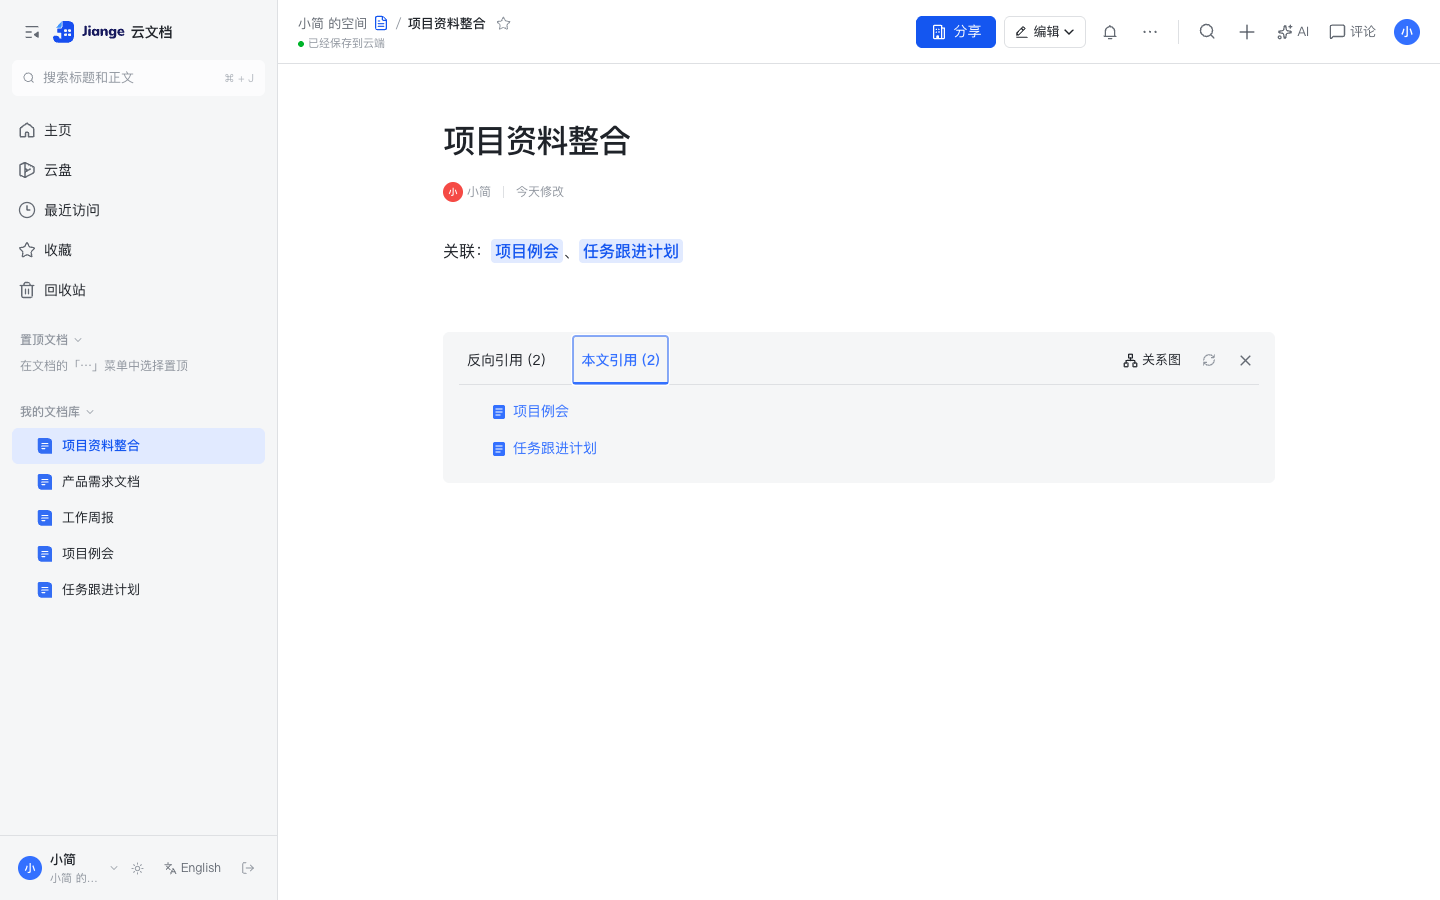 Jiange 云文档
搜索标题和正文 ⌘ + J
主页
云盘
最近访问
收藏
回收站
置顶文档
在文档的「···」菜单中选择置顶
我的文档库
项目资料整合
产品需求文档
工作周报
项目例会
任务跟进计划
小 小简
小简 的...
English
小简 的空间 / 项目资料整合
已经保存到云端
分享 编辑 AI 评论 小
项目资料整合
小 小简 今天修改
关联：项目例会、任务跟进计划
反向引用 (2) 本文引用 (2) 关系图
项目例会
任务跟进计划